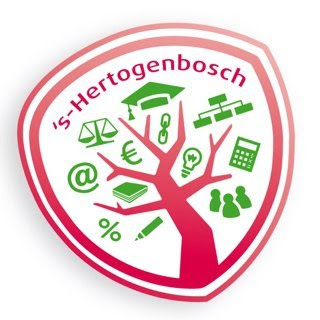 's-Hertogenbosch
€
@
%